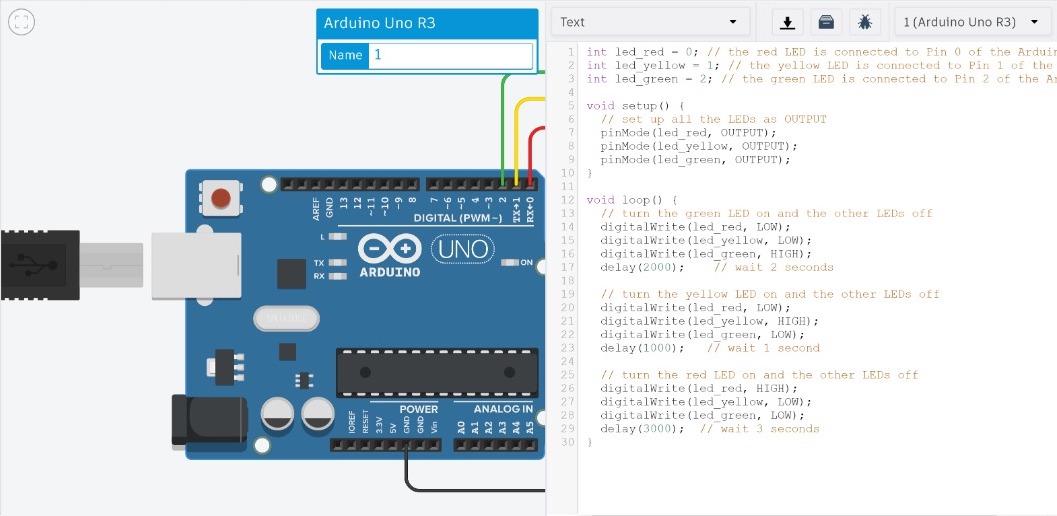 Arduino Uno R3
Name 1
Text
1 (Arduino Uno R3)
AREF
GND
13
12
~11
~10
~9
8
7
~6
~5
4
~3
2
TX→1
RX←0
DIGITAL (PWM~)
L
TX
RX
ARDUINO
UNO
ON
POWER
ANALOG IN
IOREF
RESET
3.3V
5V
GND
GND
Vin
A0
A1
A2
A3
A4
A5
1 int led_red = 0; // the red LED is connected to Pin 0 of the
2 int led_yellow = 1; // the yellow LED is connected to Pin 1 of the
3 int led_green = 2; // the green LED is connected to Pin 2 of the
4
5 void setup() {
6 // set up all the LEDs as OUTPUT
7 pinMode(led_red, OUTPUT);
8 pinMode(led_yellow, OUTPUT);
9 pinMode(led_green, OUTPUT);
10 }
11
12 void loop() {
13 // turn the green LED on and the other LEDs off
14 digitalWrite(led_red, LOW);
15 digitalWrite(led_yellow, LOW);
16 digitalWrite(led_green, HIGH);
17 delay(2000); // wait 2 seconds
18
19 // turn the yellow LED on and the other LEDs off
20 digitalWrite(led_red, LOW);
21 digitalWrite(led_yellow, HIGH);
22 digitalWrite(led_green, LOW);
23 delay(1000); // wait 1 second
24
25 // turn the red LED on and the other LEDs off
26 digitalWrite(led_red, HIGH);
27 digitalWrite(led_yellow, LOW);
28 digitalWrite(led_green, LOW);
29 delay(3000); // wait 3 seconds
30 }